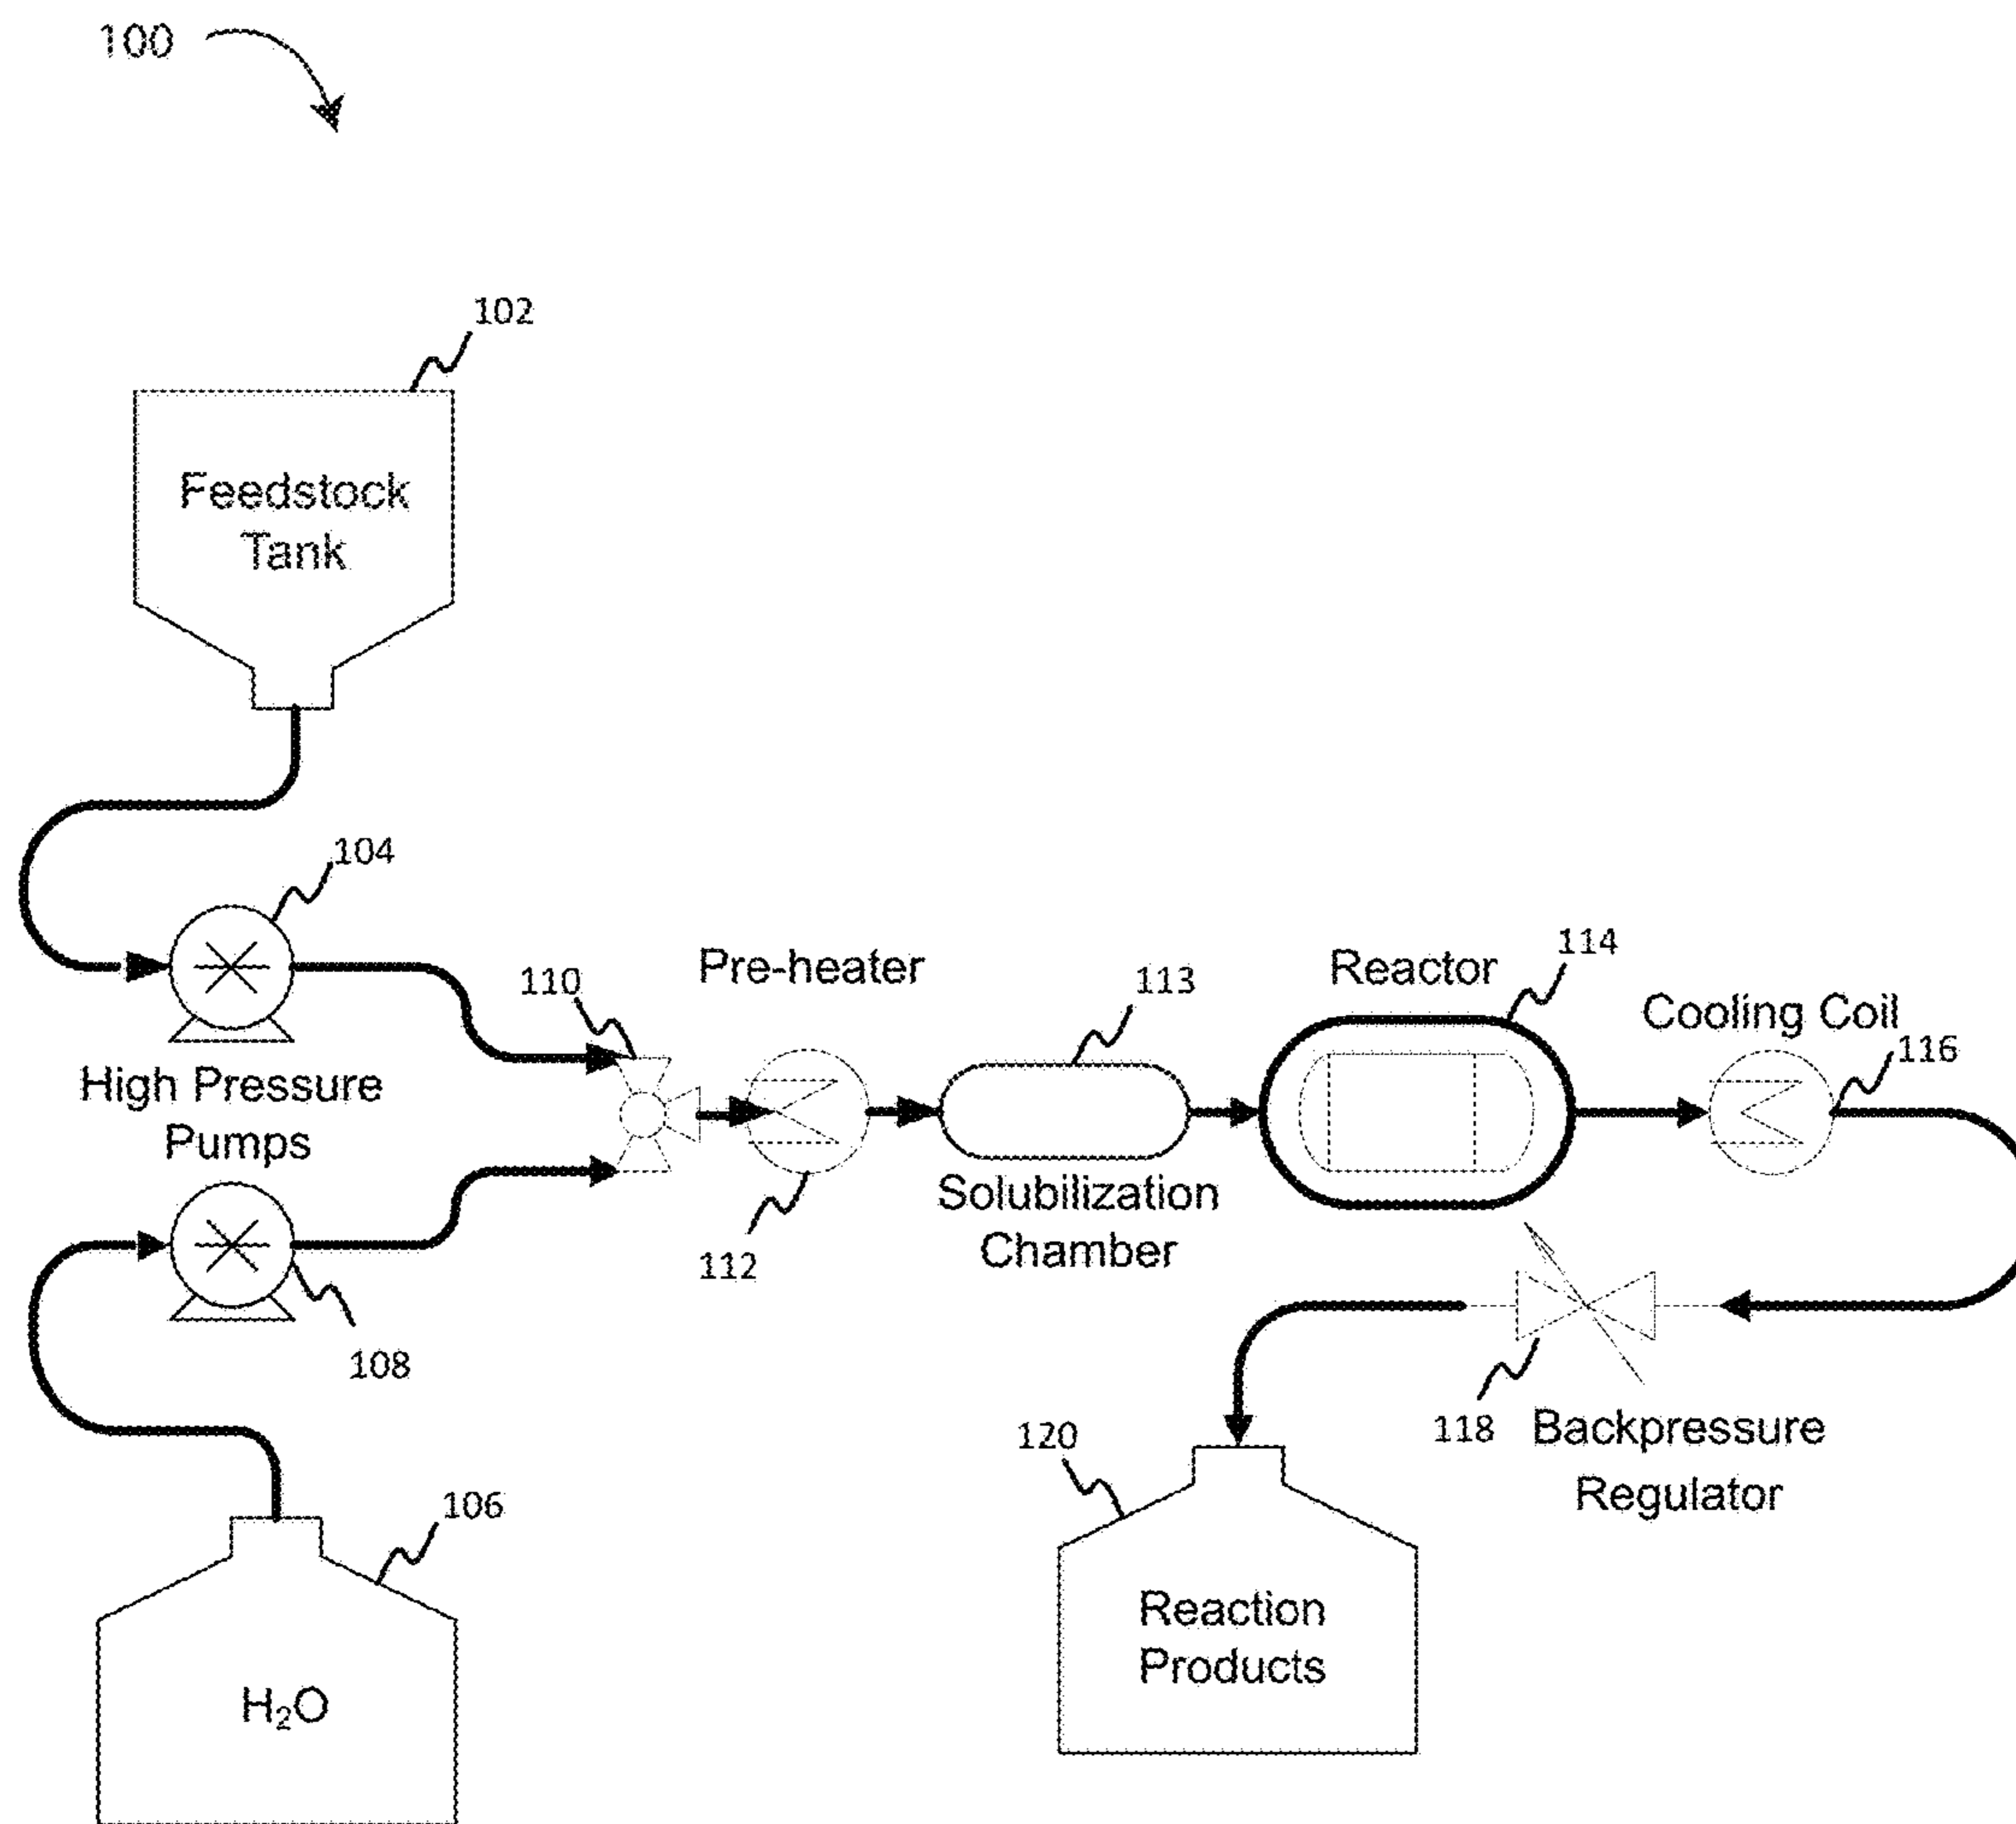 100
102
Feedstock
Tank
104
High Pressure
Pumps
110
Pre-heater
113
Reactor
114
Cooling Coil
116
112
Solubilization
Chamber
108
118
Backpressure
Regulator
120
106
Reaction
Products
H₂O